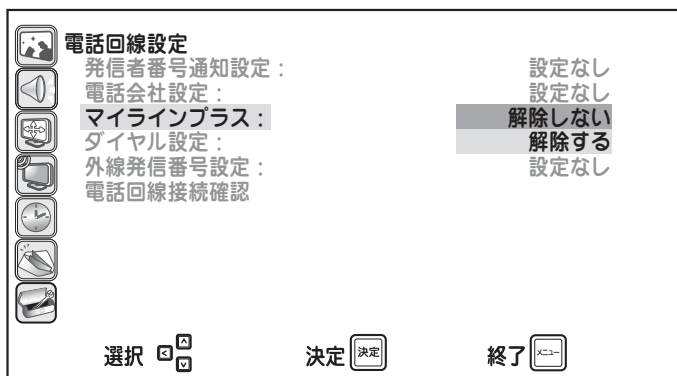 電話回線設定
発信者番号通知設定： 設定なし
電話会社設定： 設定なし
マイラインプラス： 解除しない
解除する
ダイヤル設定：
外線発信番号設定： 設定なし
電話回線接続確認
選択 決定 決定 終了 メニュー